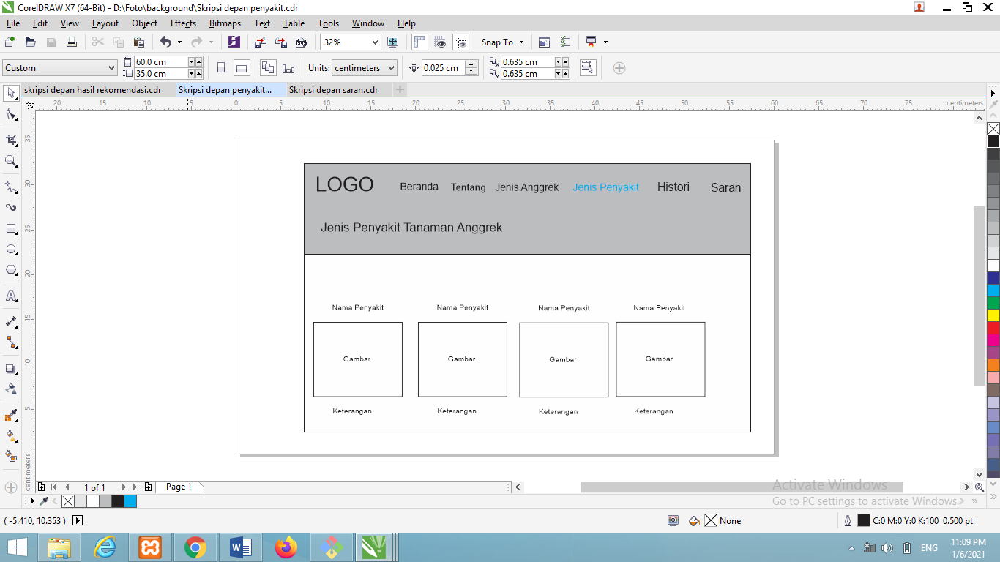 CorelDRAW X7 (64-Bit) - D:\Foto\background\Skripsi depan penyakit.cdr
File Edit View Layout Object Effects Bitmaps Text Table Tools Window Help
32% Snap To
Custom 60.0 cm 35.0 cm Units: centimeters 0.025 cm 0.635 cm 0.635 cm
skripsi depan hasil rekomendasi.cdr Skripsi depan penyakit... Skripsi depan saran.cdr
20 15 10 5 0 5 10 15 20 25 30 35 40 45 50 55 60 65 70 75 centimeters
35
30
25
20
15
10
5
centimeters
LOGO Beranda Tentang Jenis Anggrek Jenis Penyakit Histori Saran
Jenis Penyakit Tanaman Anggrek
Nama Penyakit Nama Penyakit Nama Penyakit Nama Penyakit
Gambar Gambar Gambar Gambar
Keterangan Keterangan Keterangan Keterangan
1 of 1 Page 1
Activate Windows
Go to PC settings to activate Windows.
( -5.410, 10.353 ) None C:0 M:0 Y:0 K:100 0.500 pt
ENG 11:09 PM
1/6/2021